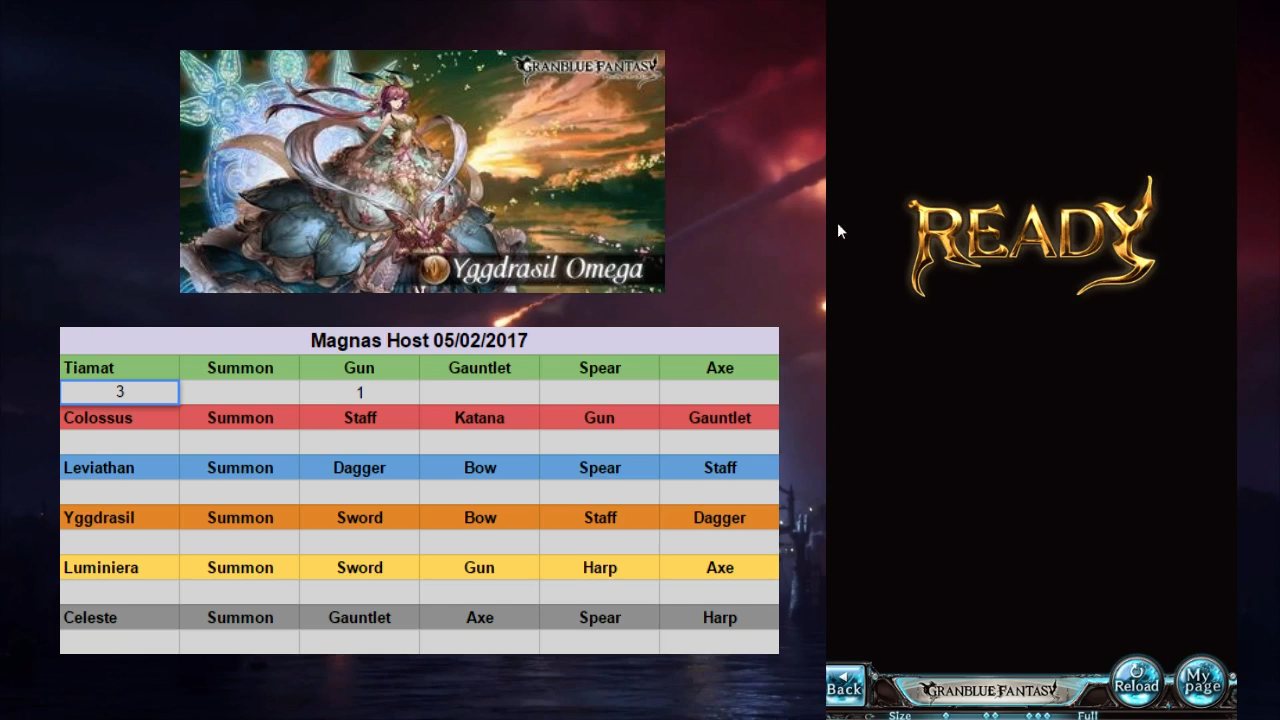 GRANBLUE FANTASY
Yggdrasil Omega
Magnas Host 05/02/2017
Tiamat Summon Gun Gauntlet Spear Axe
3 1
Colossus Summon Staff Katana Gun Gauntlet
Leviathan Summon Dagger Bow Spear Staff
Yggdrasil Summon Sword Bow Staff Dagger
Luminiera Summon Sword Gun Harp Axe
Celeste Summon Gauntlet Axe Spear Harp
READY
Back GRANBLUE FANTASY Reload My page
Size Full